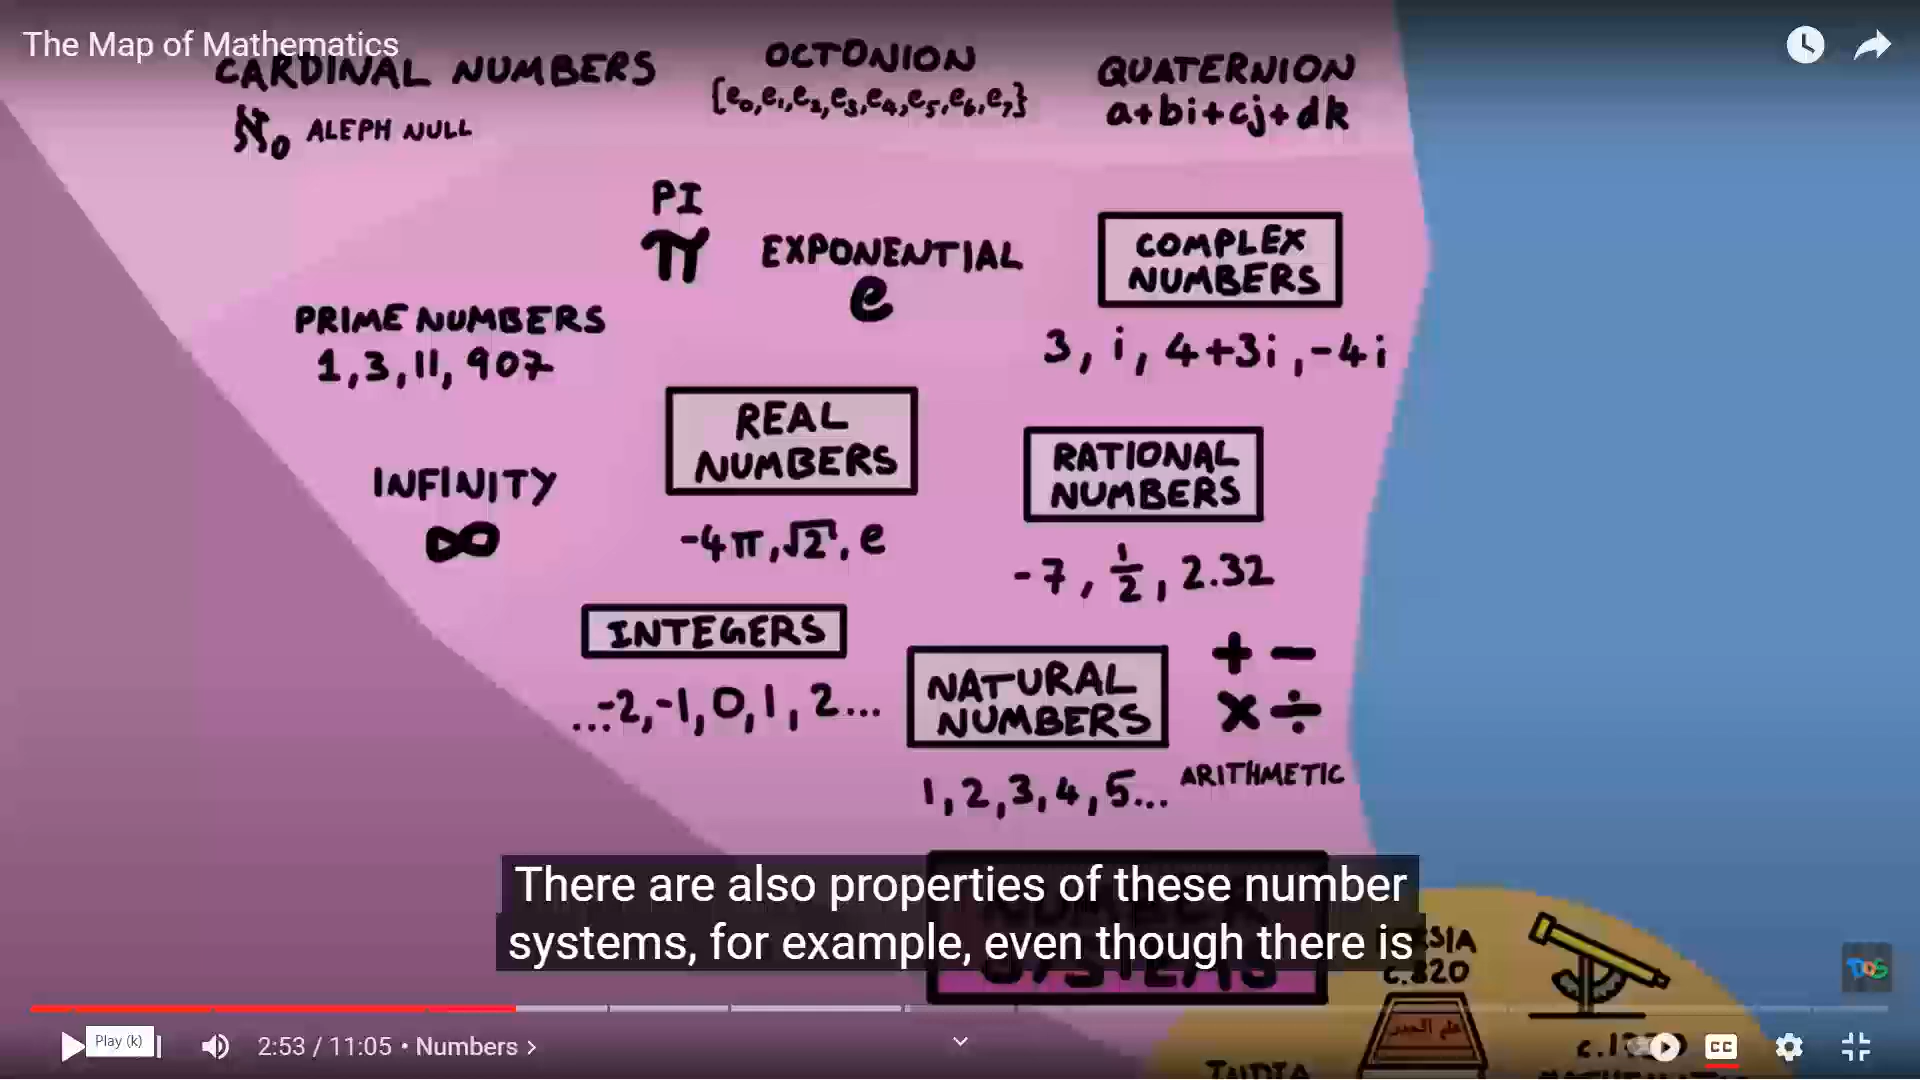 The Map of Mathematics
CARDINAL NUMBERS
ℵ0 ALEPH NULL
OCTONION
{e0,e1,e2,e3,e4,e5,e6,e7}
QUATERNION
a+bi+cj+dk
PI
π
EXPONENTIAL
e
COMPLEX
NUMBERS
3, i, 4+3i, -4i
PRIME NUMBERS
1,3,11, 907
REAL
NUMBERS
-4π, √2, e
RATIONAL
NUMBERS
-7, 1/2, 2.32
INFINITY
∞
INTEGERS
...-2,-1,0,1,2...
NATURAL
NUMBERS
1,2,3,4,5...
+ −
× ÷
ARITHMETIC
There are also properties of these number
systems, for example, even though there is
SYSTEMS
c.820
DOS
Play (k)
2:53 / 11:05 • Numbers >
CC
INDIA